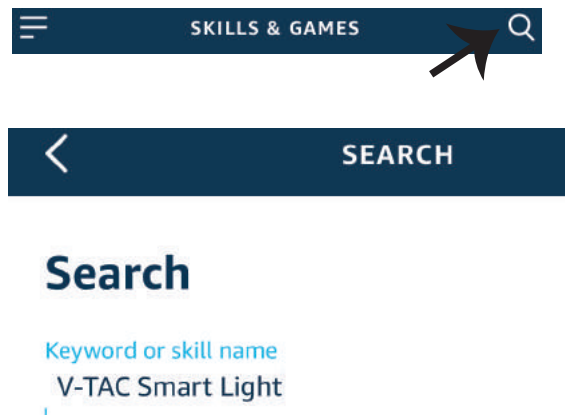 SKILLS & GAMES
SEARCH
Search
Keyword or skill name
V-TAC Smart Light